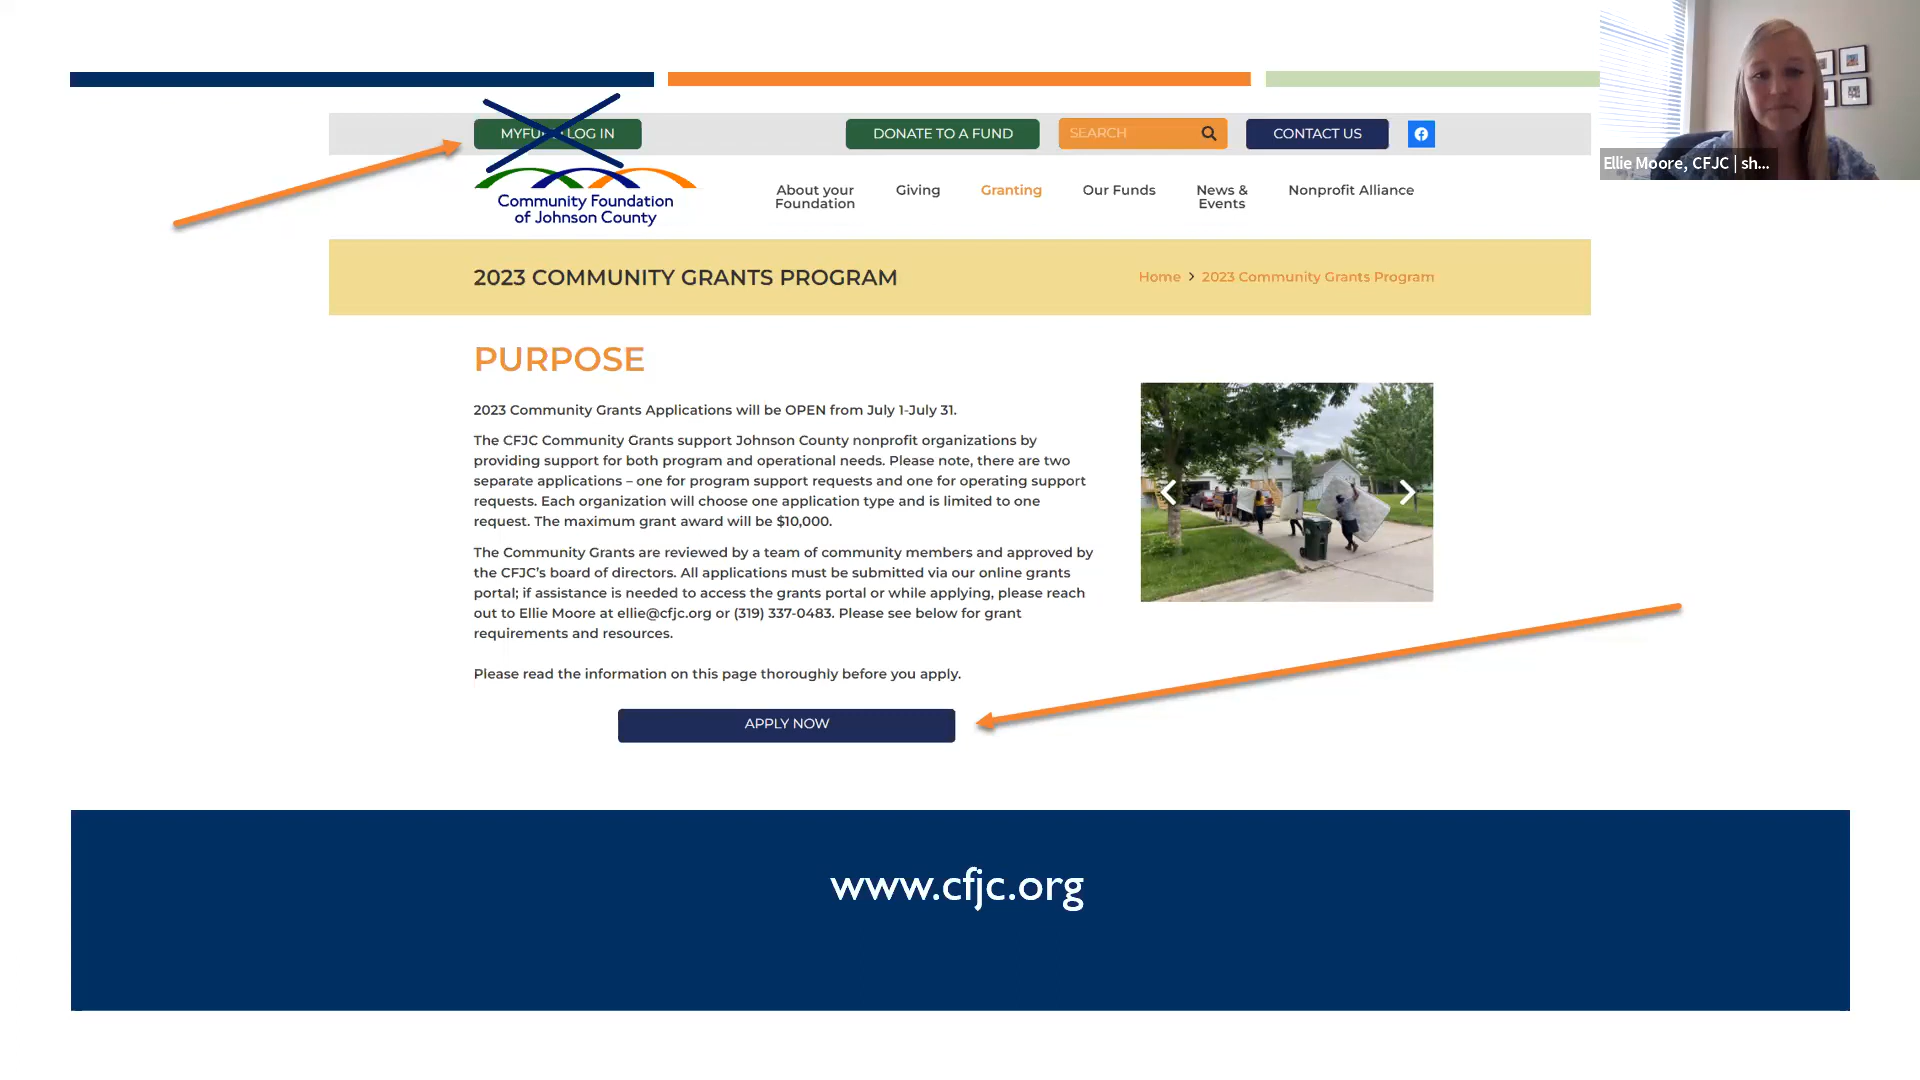 MYFU LOG IN
DONATE TO A FUND
SEARCH
CONTACT US
Ellie Moore, CFJC | sh...
Community Foundation
of Johnson County
About your
Foundation
Giving
Granting
Our Funds
News &
Events
Nonprofit Alliance
2023 COMMUNITY GRANTS PROGRAM
Home > 2023 Community Grants Program
PURPOSE
2023 Community Grants Applications will be OPEN from July 1-July 31.
The CFJC Community Grants support Johnson County nonprofit organizations by
providing support for both program and operational needs. Please note, there are two
separate applications – one for program support requests and one for operating support
requests. Each organization will choose one application type and is limited to one
request. The maximum grant award will be $10,000.
The Community Grants are reviewed by a team of community members and approved by
the CFJC's board of directors. All applications must be submitted via our online grants
portal; if assistance is needed to access the grants portal or while applying, please reach
out to Ellie Moore at ellie@cfjc.org or (319) 337-0483. Please see below for grant
requirements and resources.
Please read the information on this page thoroughly before you apply.
APPLY NOW
www.cfjc.org